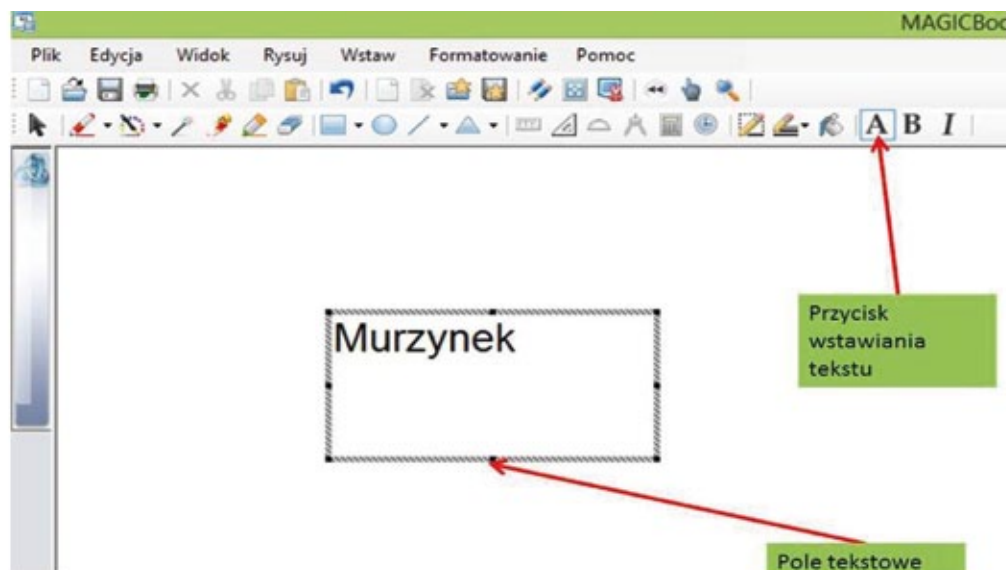 MAGICBoo
Plik Edycja Widok Rysuj Wstaw Formatowanie Pomoc
A B I
Murzynek
Przycisk
wstawiania
tekstu
Pole tekstowe